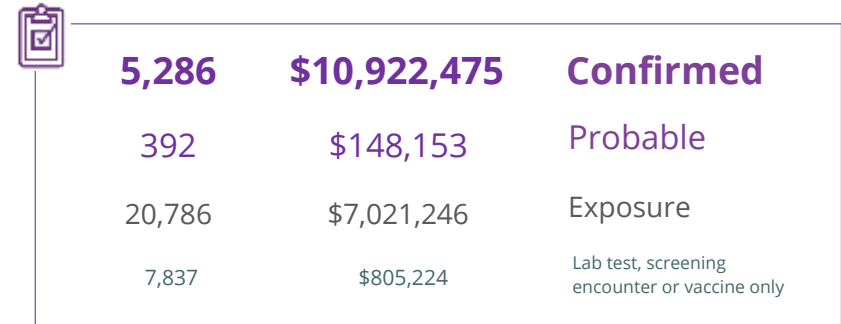 5,286 $10,922,475 Confirmed
392 $148,153 Probable
20,786 $7,021,246 Exposure
7,837 $805,224 Lab test, screening
encounter or vaccine only